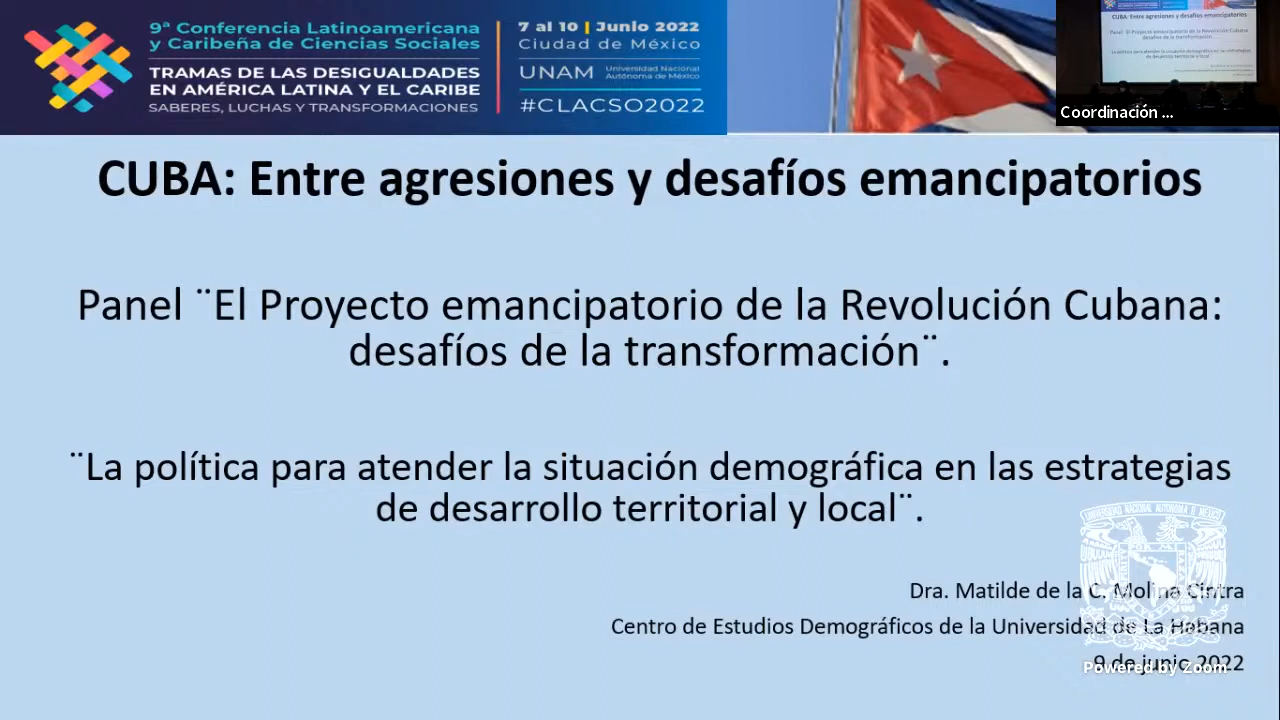 9ª Conferencia Latinoamericana
y Caribeña de Ciencias Sociales
TRAMAS DE LAS DESIGUALDADES
EN AMÉRICA LATINA Y EL CARIBE
SABERES, LUCHAS Y TRANSFORMACIONES
7 al 10 | Junio 2022
Ciudad de México
UNAM Universidad Nacional
Autónoma de México
#CLACSO2022
Coordinación ...
CUBA: Entre agresiones y desafíos emancipatorios
Panel ¨El Proyecto emancipatorio de la Revolución Cubana:
desafíos de la transformación¨.
¨La política para atender la situación demográfica en las estrategias
de desarrollo territorial y local¨.
Dra. Matilde de la C. Molina Cintra
Centro de Estudios Demográficos de la Universidad de La Habana
9 de junio 2022
Powered by Zoom